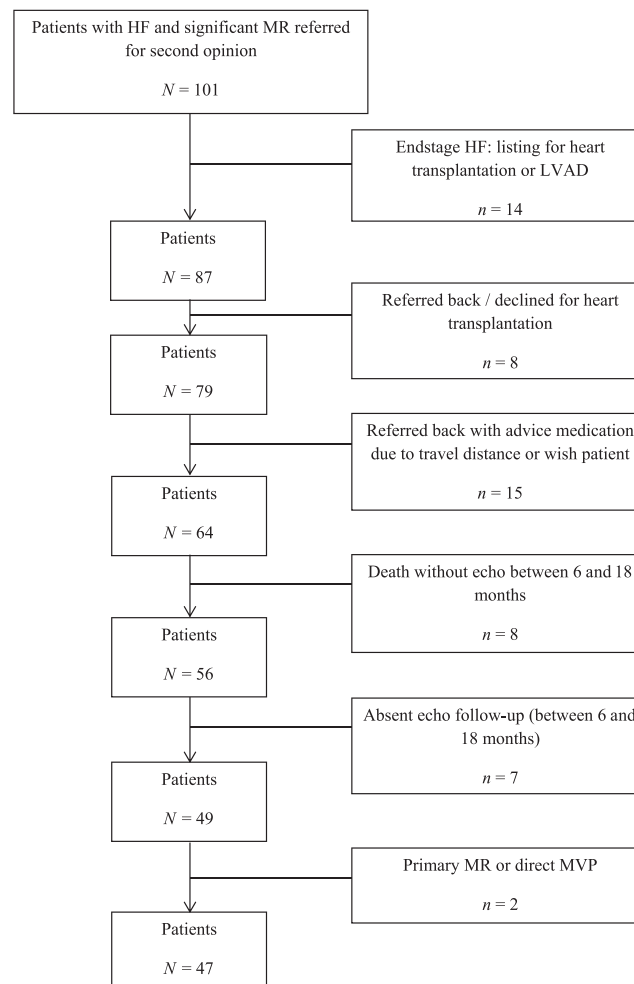 Patients with HF and significant MR referred
for second opinion
N = 101
Endstage HF: listing for heart
transplantation or LVAD
n = 14
Patients
N = 87
Referred back / declined for heart
transplantation
n = 8
Patients
N = 79
Referred back with advice medication
due to travel distance or wish patient
n = 15
Patients
N = 64
Death without echo between 6 and 18
months
n = 8
Patients
N = 56
Absent echo follow-up (between 6 and
18 months)
n = 7
Patients
N = 49
Primary MR or direct MVP
n = 2
Patients
N = 47